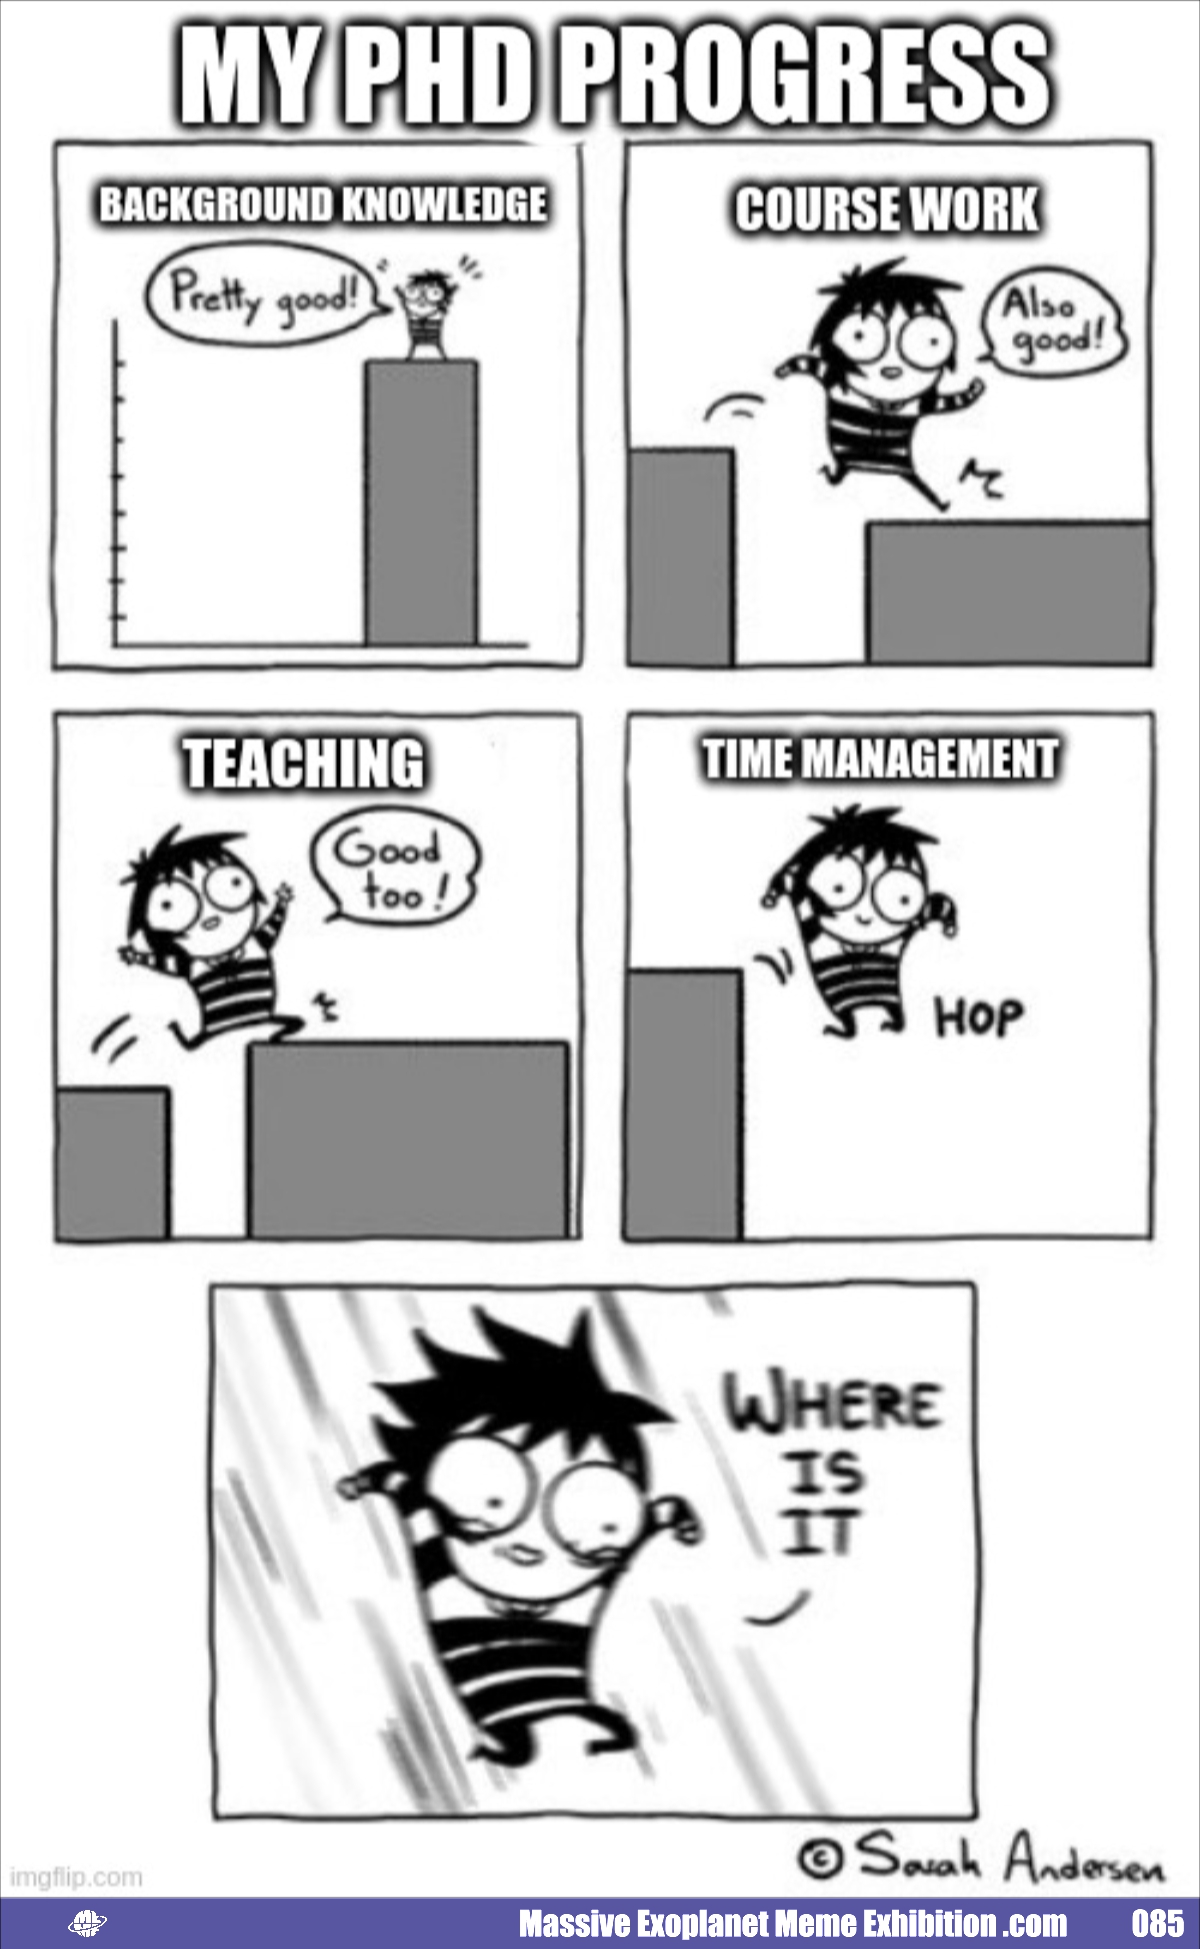 MY PHD PROGRESS
BACKGROUND KNOWLEDGE
Pretty good!
COURSE WORK
Also
good!
TEACHING
Good
too!
TIME MANAGEMENT
HOP
WHERE
IS
IT
© Sarah Andersen
imgflip.com
Massive Exoplanet Meme Exhibition .com 085